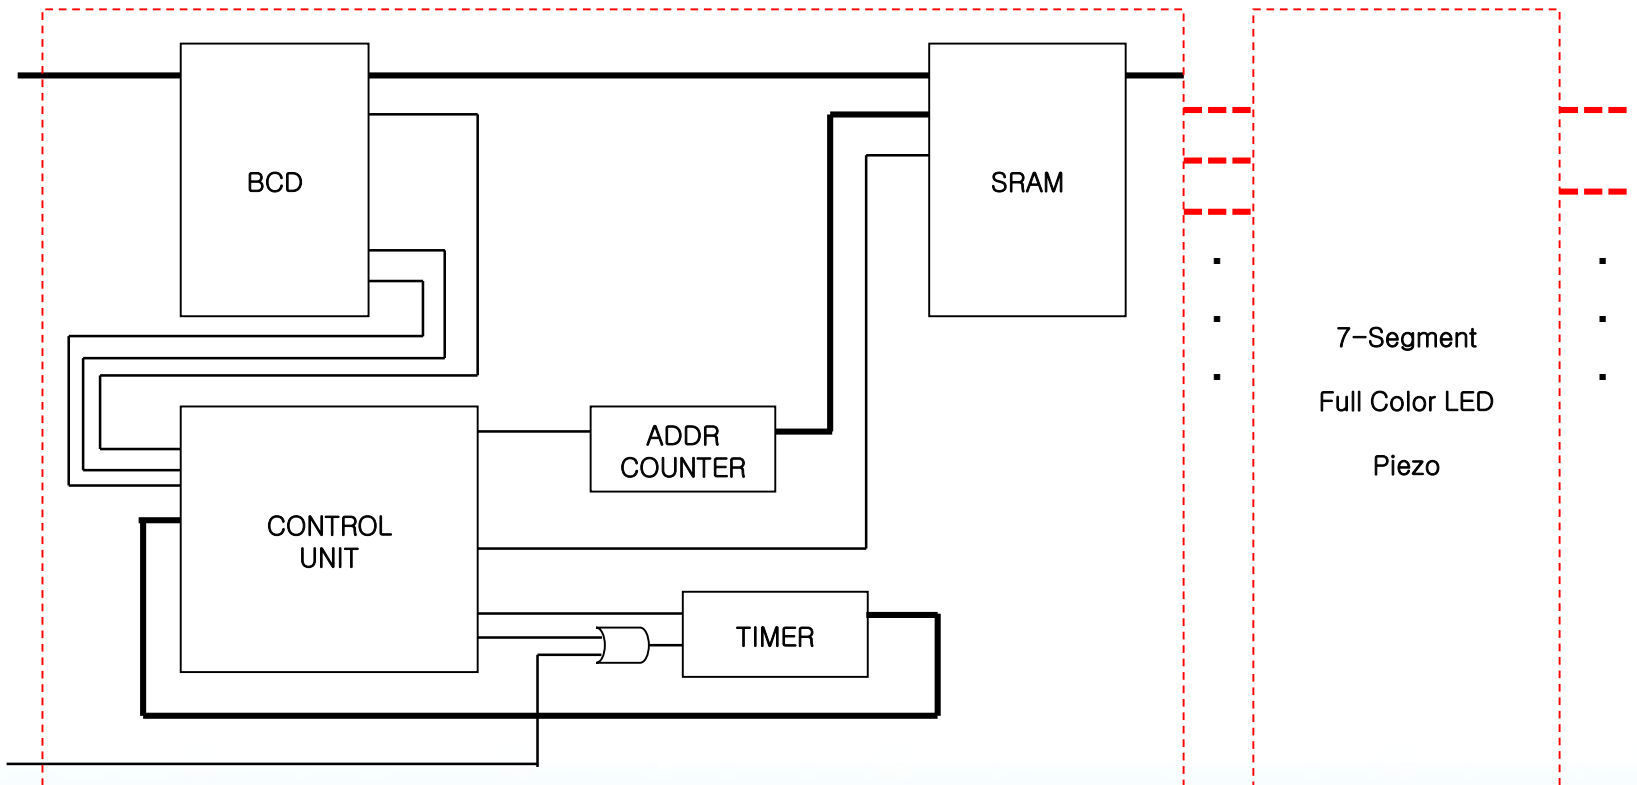 BCD
SRAM
7-Segment
Full Color LED
Piezo
ADDR
COUNTER
CONTROL
UNIT
TIMER